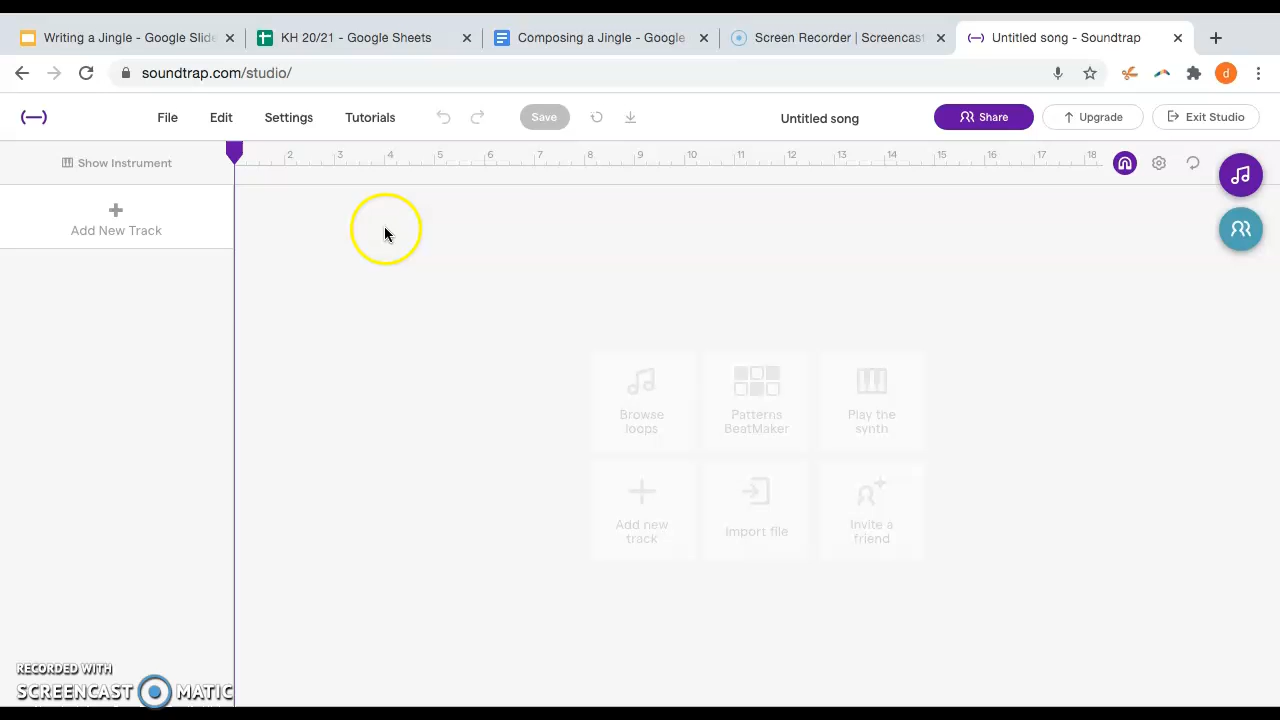 Writing a Jingle - Google Slide
KH 20/21 - Google Sheets
Composing a Jingle - Google
Screen Recorder | Screencast
Untitled song - Soundtrap
soundtrap.com/studio/
d
File
Edit
Settings
Tutorials
Save
Untitled song
Share
Upgrade
Exit Studio
Show Instrument
2 3 4 5 6 7 8 9 10 11 12 13 14 15 16 17 18
Add New Track
Browse
loops
Patterns
BeatMaker
Play the
synth
Add new
track
Import file
Invite a
friend
RECORDED WITH
SCREENCAST MATIC